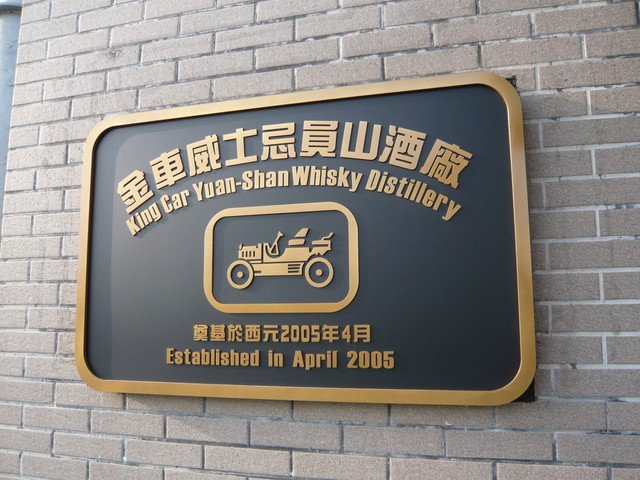 金車威士忌員山酒廠
King Car Yuan-Shan Whisky Distillery
奠基於西元2005年4月
Established in April 2005